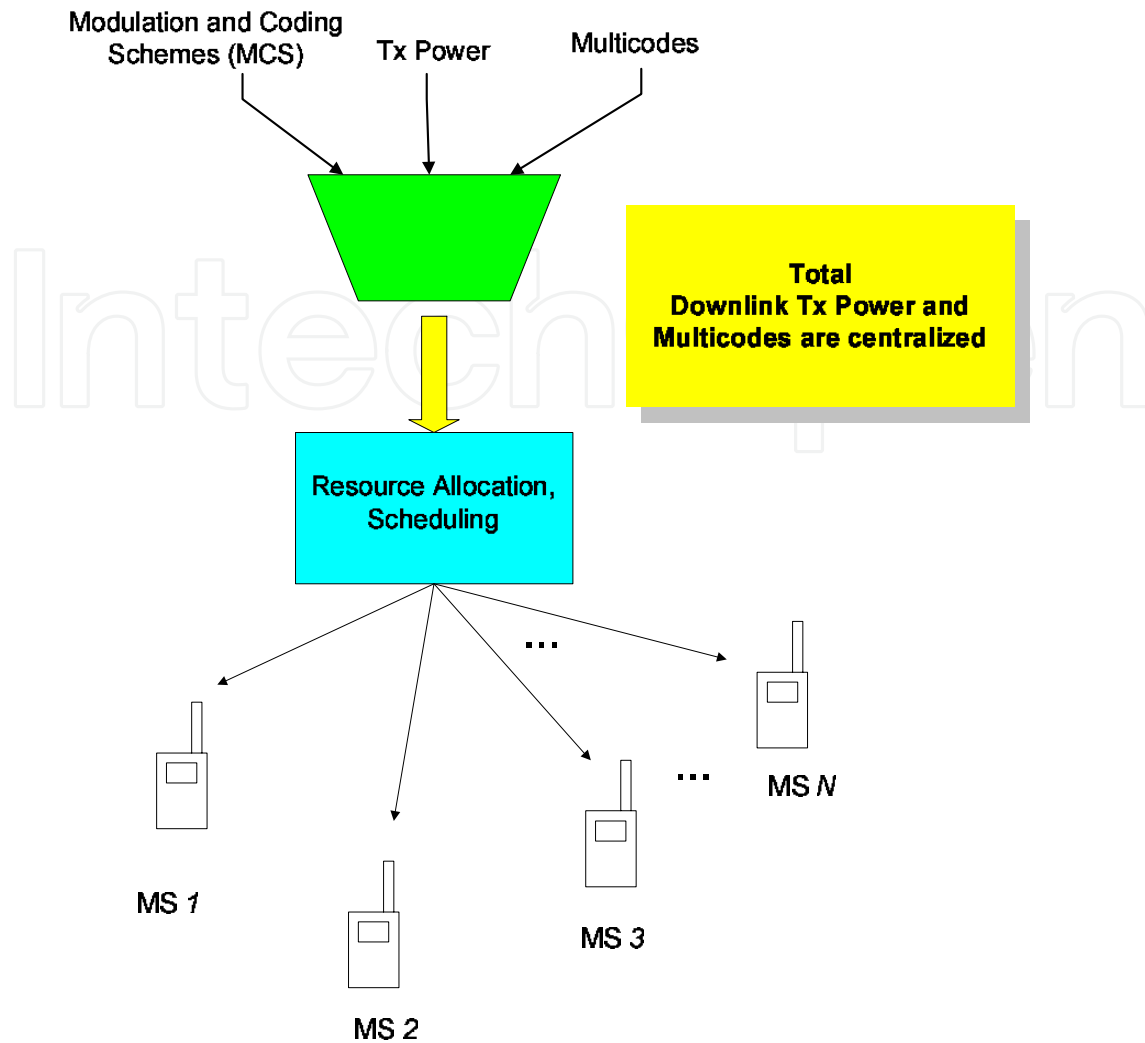 Modulation and Coding
Schemes (MCS)
Tx Power
Multicodes
IntechOpen
Total
Downlink Tx Power and
Multicodes are centralized
Resource Allocation,
Scheduling
...
...
MS N
MS 1
MS 3
MS 2